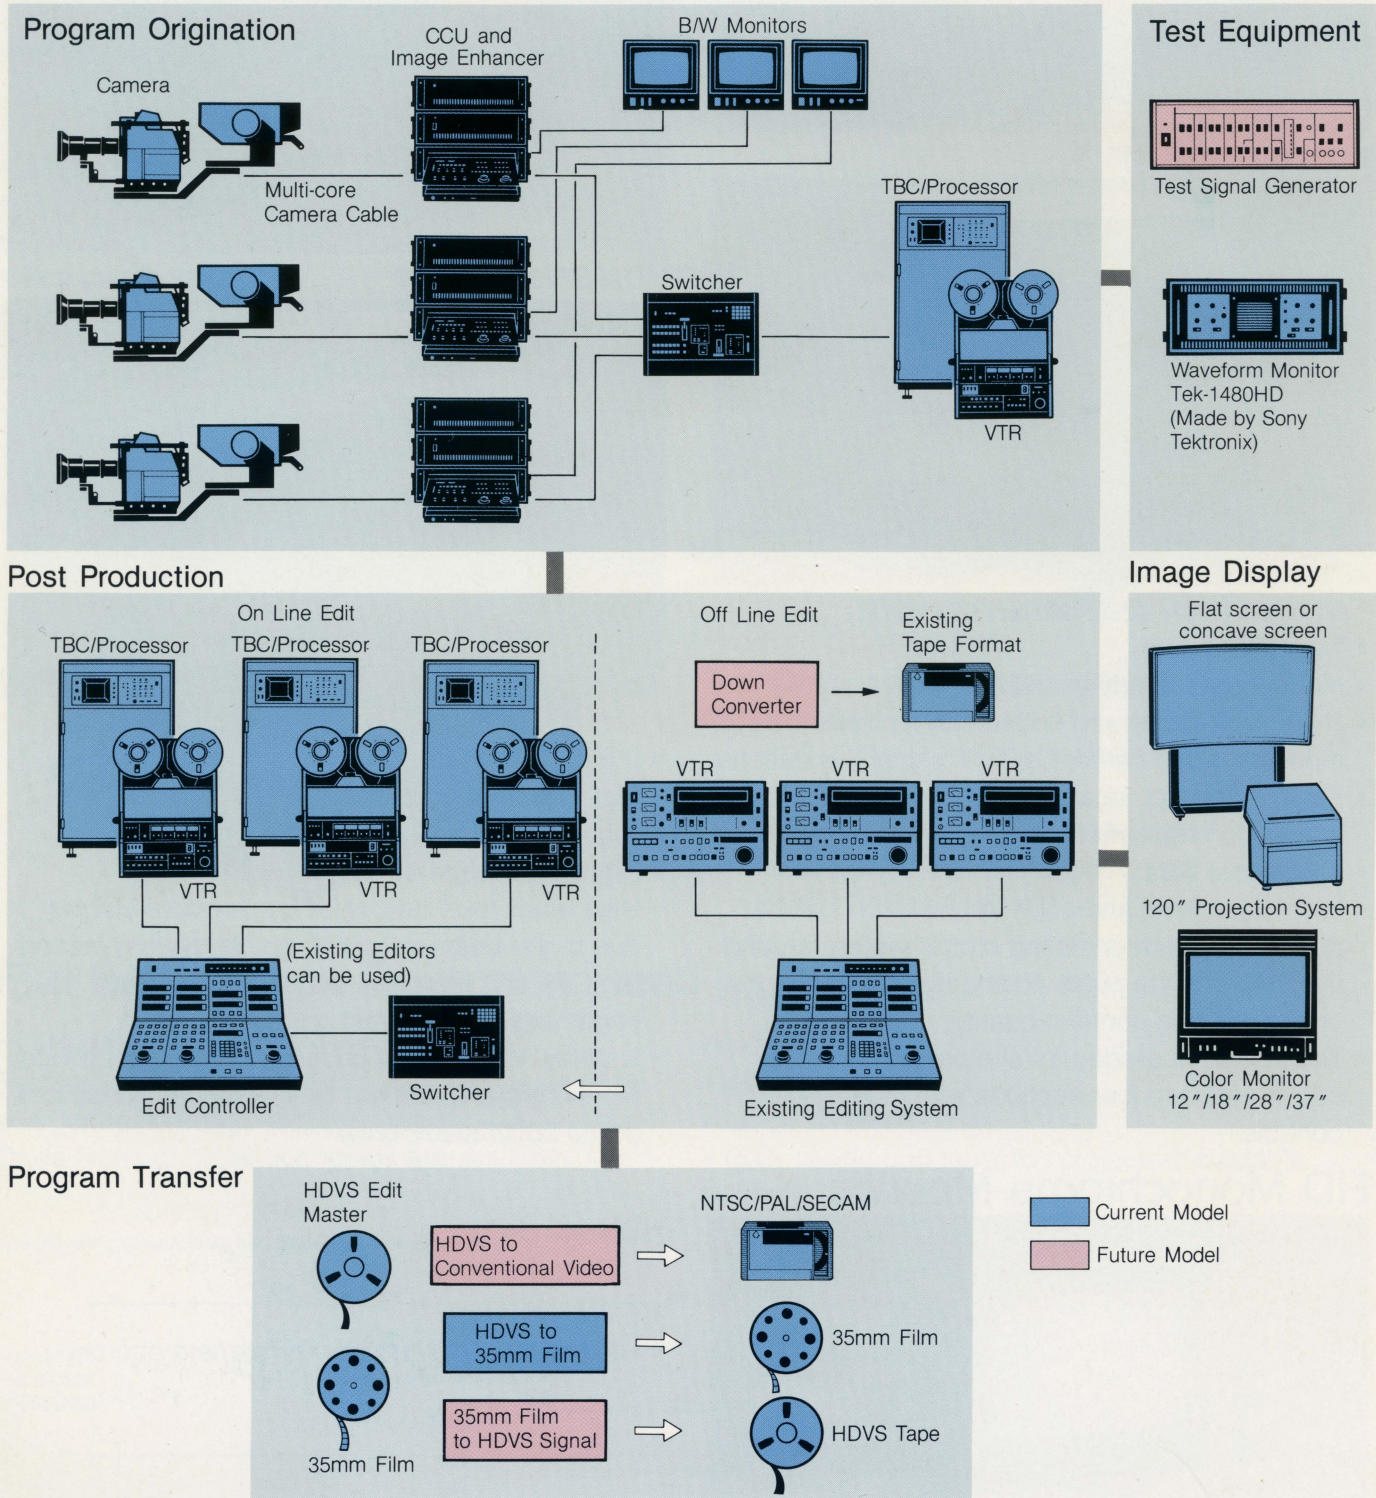 Program Origination
Camera
CCU and
Image Enhancer
B/W Monitors
Multi-core
Camera Cable
Switcher
TBC/Processor
VTR
Test Equipment
Test Signal Generator
Waveform Monitor
Tek-1480HD
(Made by Sony
Tektronix)
Post Production
On Line Edit
TBC/Processor
TBC/Processor
TBC/Processor
VTR
VTR
VTR
(Existing Editors
can be used)
Edit Controller
Switcher
Off Line Edit
Down
Converter
Existing
Tape Format
VTR
VTR
VTR
Existing Editing System
Image Display
Flat screen or
concave screen
120" Projection System
Color Monitor
12"/18"/28"/37"
Program Transfer
HDVS Edit
Master
HDVS to
Conventional Video
NTSC/PAL/SECAM
HDVS to
35mm Film
35mm Film
35mm Film
35mm Film
to HDVS Signal
HDVS Tape
Current Model
Future Model